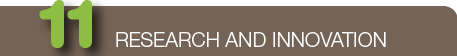 11
RESEARCH AND INNOVATION